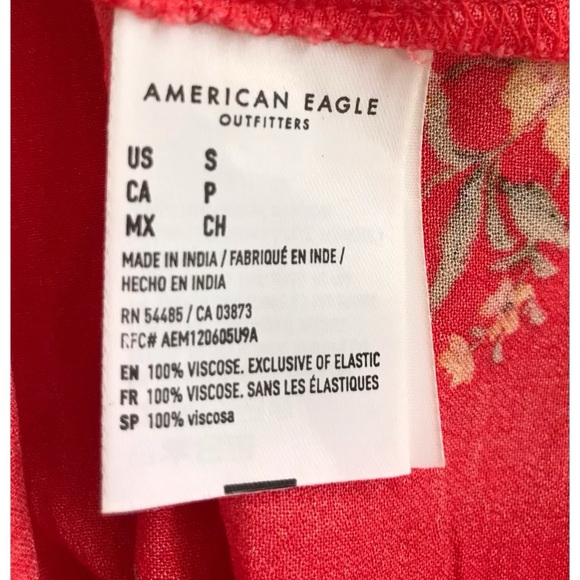 AMERICAN EAGLE
OUTFITTERS
US S
CA P
MX CH
MADE IN INDIA / FABRIQUÉ EN INDE /
HECHO EN INDIA
RN 54485 / CA 03873
RFC# AEM120605U9A
EN 100% VISCOSE. EXCLUSIVE OF ELASTIC
FR 100% VISCOSE. SANS LES ÉLASTIQUES
SP 100% viscosa